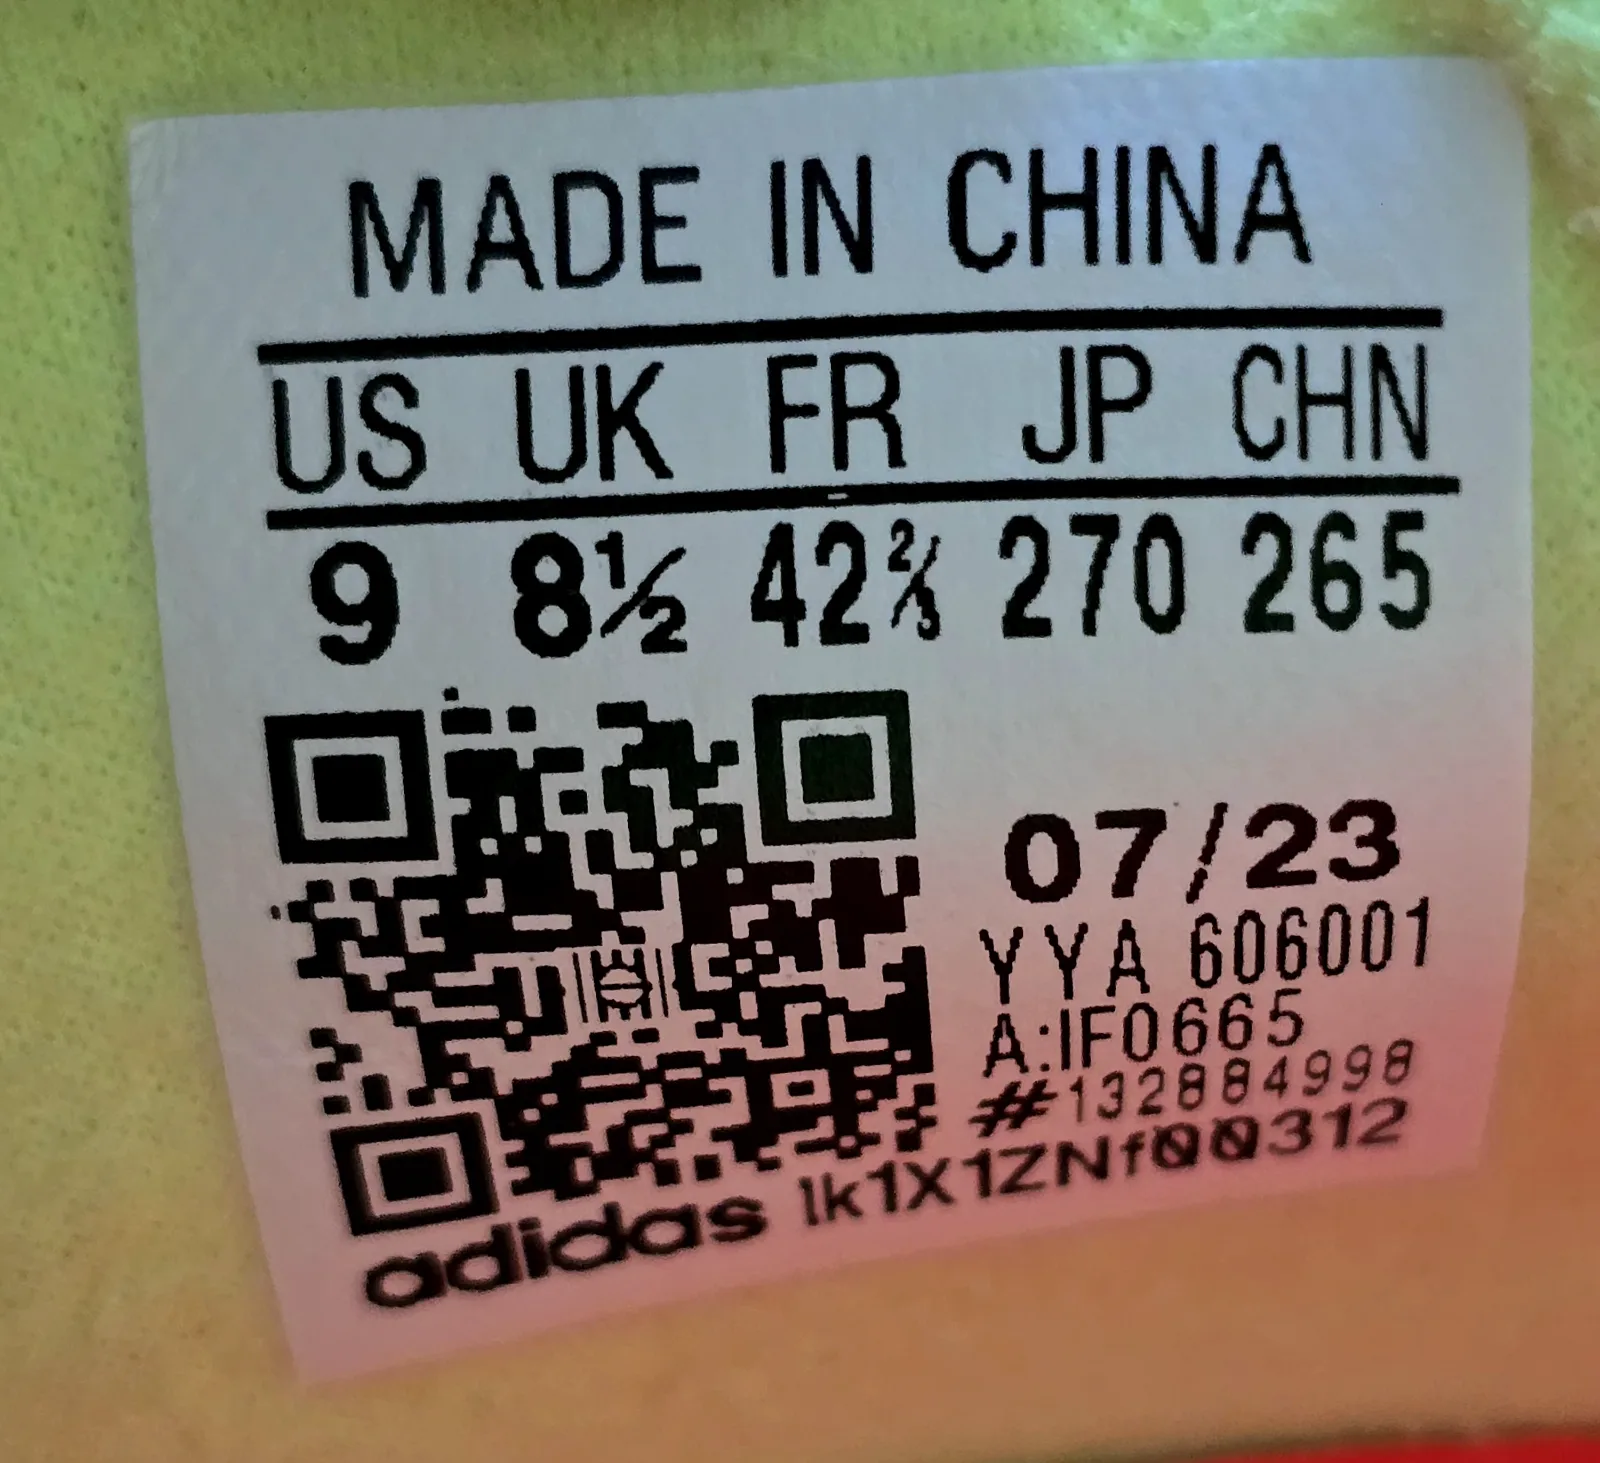 MADE IN CHINA
US UK FR JP CHN
9 8½ 42⅔ 270 265
07/23
YYA 606001
A:IF0665
#132884998
adidas lk1X1ZNf00312